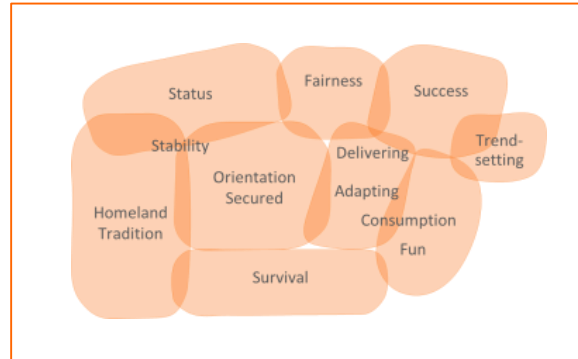 Status
Fairness
Success
Stability
Delivering
Trend-
setting
Orientation
Secured
Adapting
Homeland
Tradition
Consumption
Fun
Survival